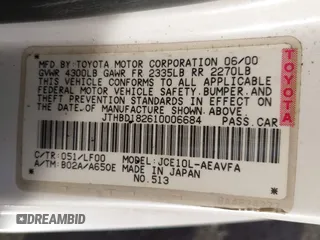 MFD. BY: TOYOTA MOTOR CORPORATION 06/00
GVWR 4300LB GAWR FR 2335LB RR 2270LB
THIS VEHICLE CONFORMS TO ALL APPLICABLE
FEDERAL MOTOR VEHICLE SAFETY, BUMPER, AND
THEFT PREVENTION STANDARDS IN EFFECT ON
THE DATE OF MANUFACTURE SHOWN ABOVE.
JTHBD182610006684 PASS.CAR
TOYOTA
C/TR: 051/LF00 MODEL: JCE10L-AEAVFA
A/TM: B02A/A650E MADE IN JAPAN
NO.513
DREAMBID